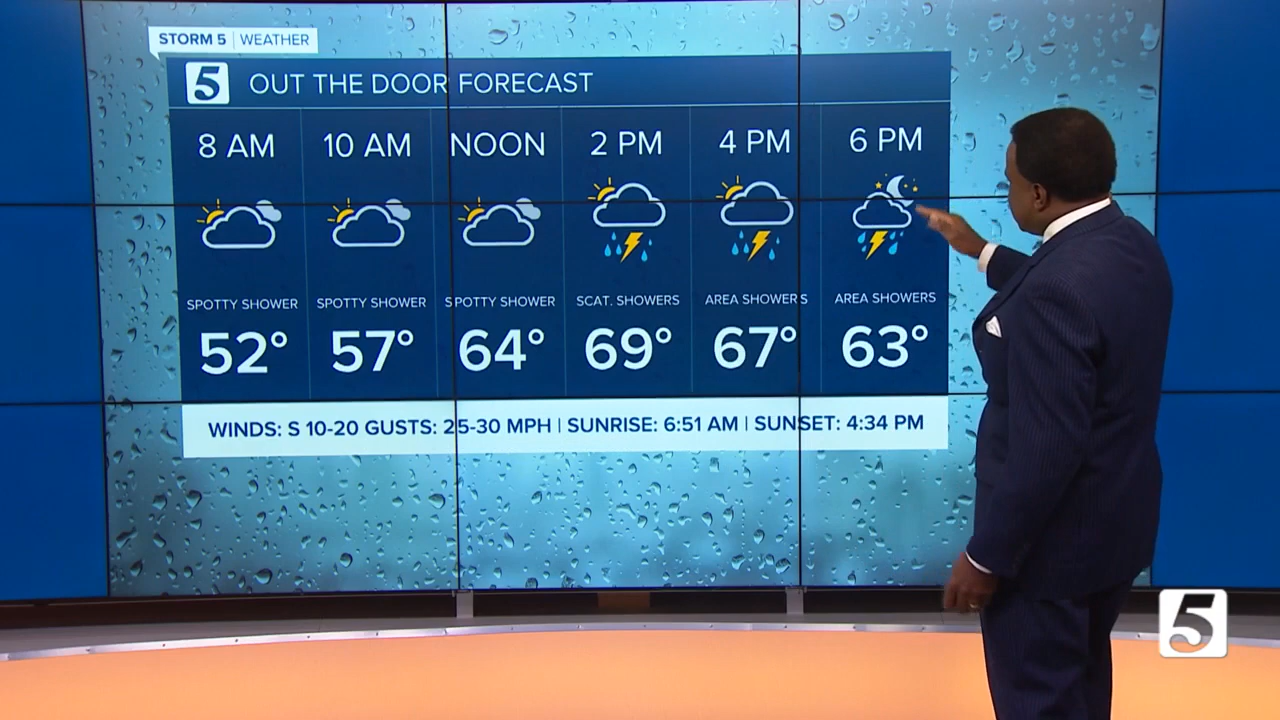 STORM 5 | WEATHER
5 OUT THE DOOR FORECAST
8 AM 10 AM NOON 2 PM 4 PM 6 PM
SPOTTY SHOWER SPOTTY SHOWER SPOTTY SHOWER SCAT. SHOWERS AREA SHOWERS AREA SHOWERS
52° 57° 64° 69° 67° 63°
WINDS: S 10-20 GUSTS: 25-30 MPH | SUNRISE: 6:51 AM | SUNSET: 4:34 PM
5